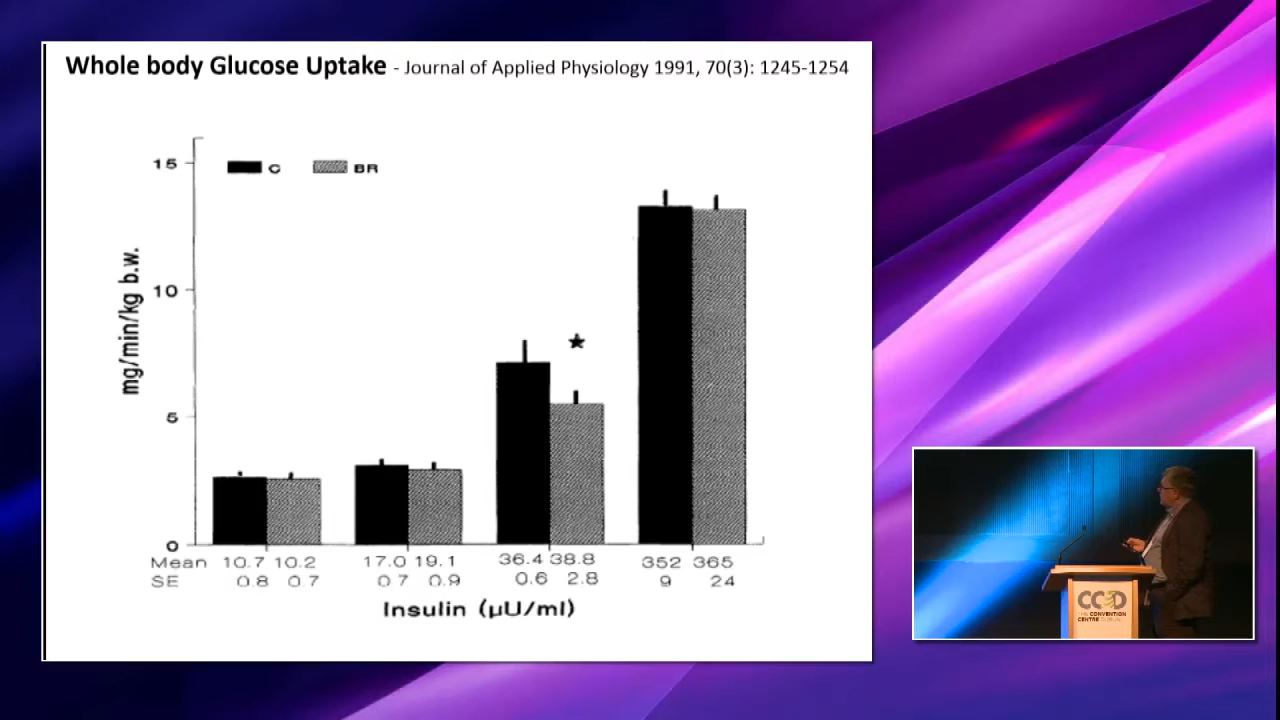 Whole body Glucose Uptake - Journal of Applied Physiology 1991, 70(3): 1245-1254
C BR
mg/min/kg b.w.
15
10
5
0
Mean 10.7 10.2 17.0 19.1 36.4 38.8 352 365
SE 0.8 0.7 0.7 0.9 0.6 2.8 9 24
Insulin (µU/ml)
CCD
THE CONVENTION
CENTRE DUBLIN